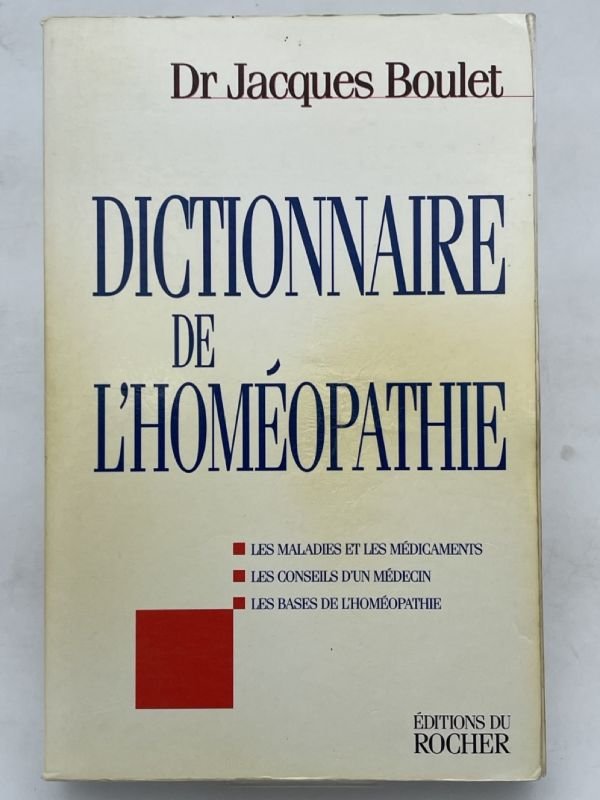 Dr Jacques Boulet
DICTIONNAIRE
DE
L'HOMÉOPATHIE
LES MALADIES ET LES MÉDICAMENTS
LES CONSEILS D'UN MÉDECIN
LES BASES DE L'HOMÉOPATHIE
ÉDITIONS DU
ROCHER